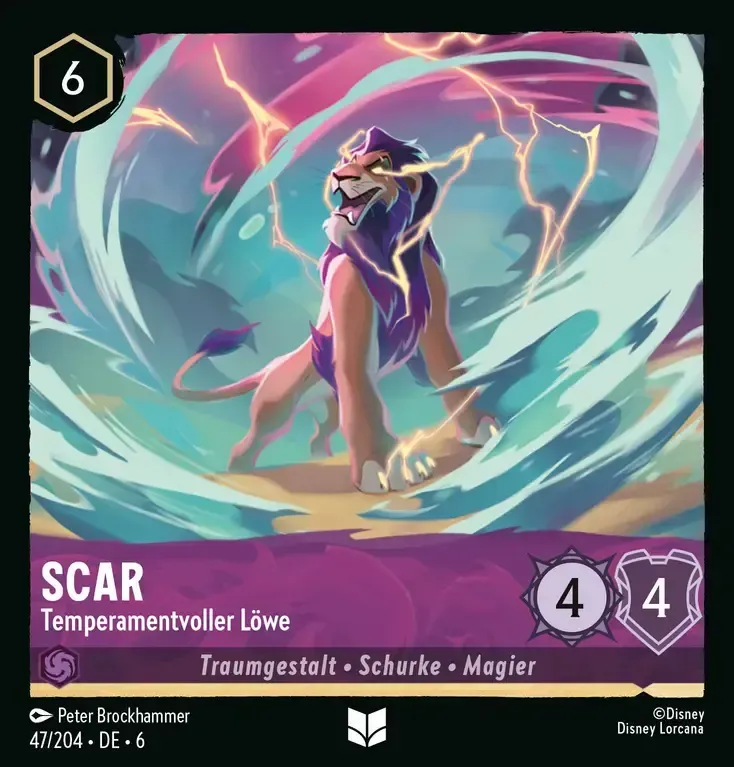 6
SCAR
Temperamentvoller Löwe
4
4
Traumgestalt • Schurke • Magier
Peter Brockhammer
©Disney
47/204 • DE • 6
Disney Lorcana